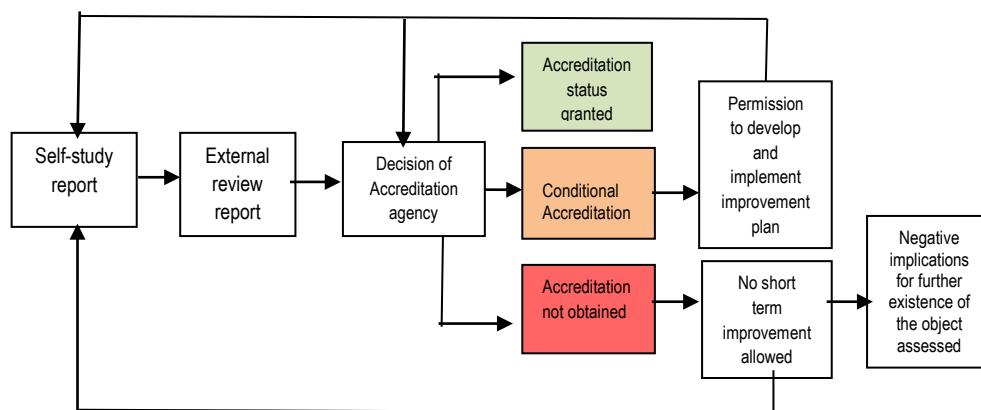 Self-study
report
External
review
report
Decision of
Accreditation
agency
Accreditation
status
granted
Conditional
Accreditation
Accreditation
not obtained
Permission
to develop
and
implement
improvement
plan
No short
term
improvement
allowed
Negative
implications
for further
existence of
the object
assessed